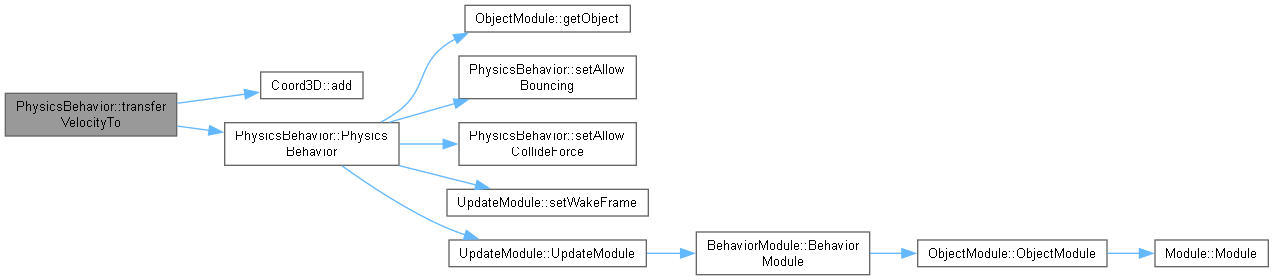 PhysicsBehavior::transfer
VelocityTo
Coord3D::add
PhysicsBehavior::Physics
Behavior
ObjectModule::getObject
PhysicsBehavior::setAllow
Bouncing
PhysicsBehavior::setAllow
CollideForce
UpdateModule::setWakeFrame
UpdateModule::UpdateModule
BehaviorModule::Behavior
Module
ObjectModule::ObjectModule
Module::Module